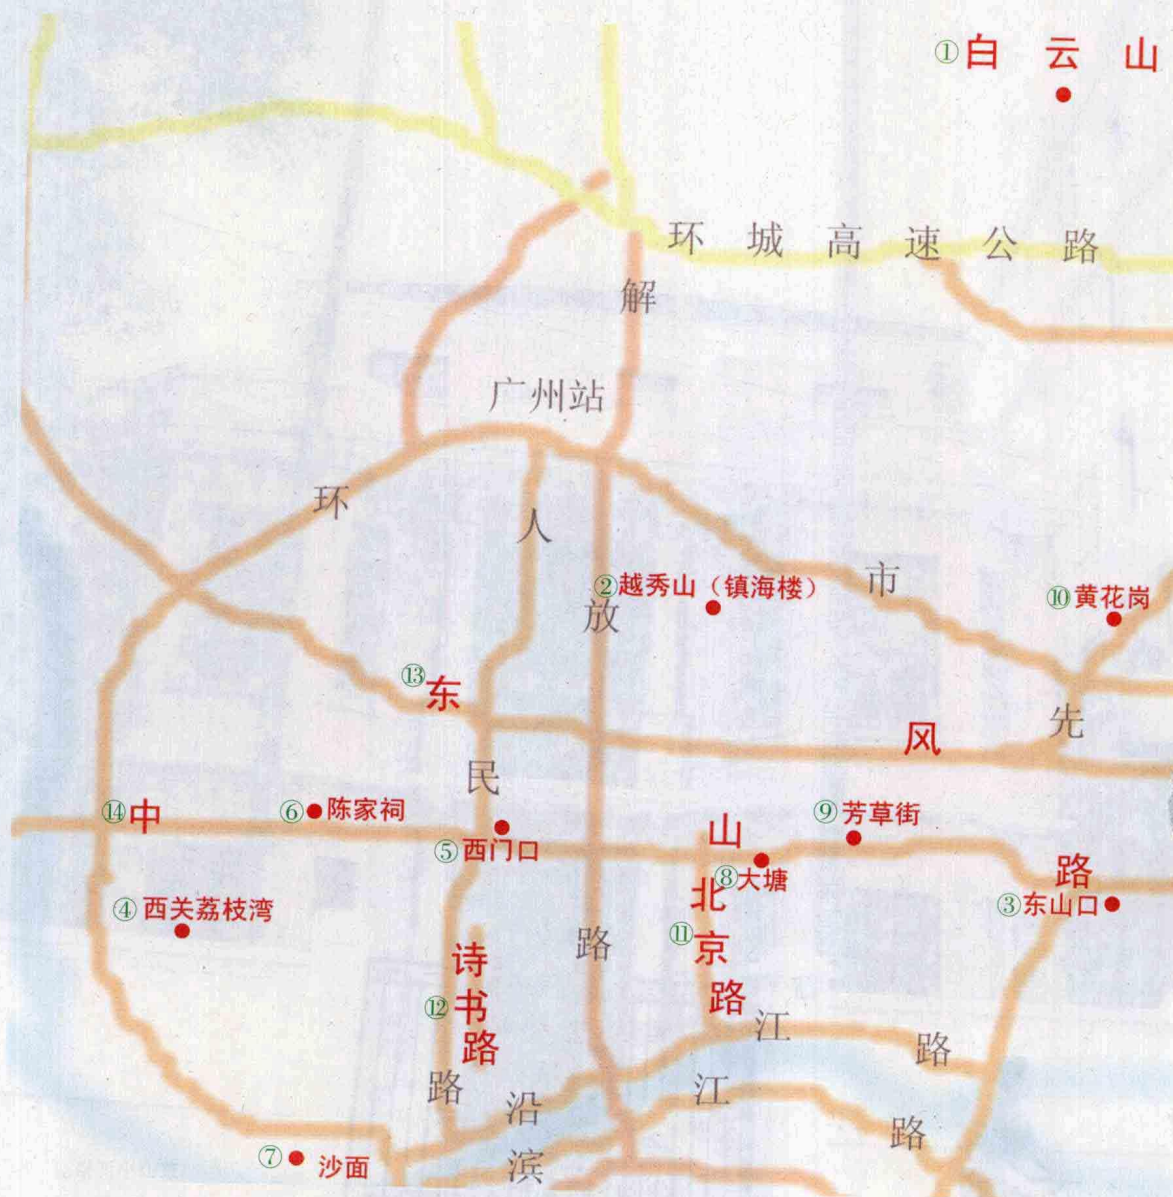 ①白云山
环城高速公路
解放路
广州站
环市
②越秀山（镇海楼）
⑩黄花岗
人民路
先
⑬东风
⑭中山路
⑥陈家祠
⑨芳草街
⑤西门口
⑧大塘
④西关荔枝湾
③东山口
⑪北京路
⑫诗书路
沿江路
滨江路
⑦沙面